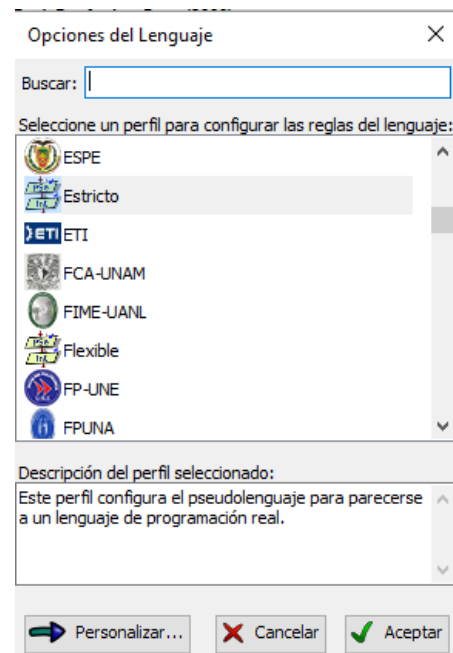 Opciones del Lenguaje
Buscar:
Seleccione un perfil para configurar las reglas del lenguaje:
ESPE
Estricto
ETI ETI
FCA-UNAM
FIME-UANL
Flexible
FP-UNE
FPUNA
Descripción del perfil seleccionado:
Este perfil configura el pseudolenguaje para parecerse
a un lenguaje de programación real.
Personalizar... Cancelar Aceptar